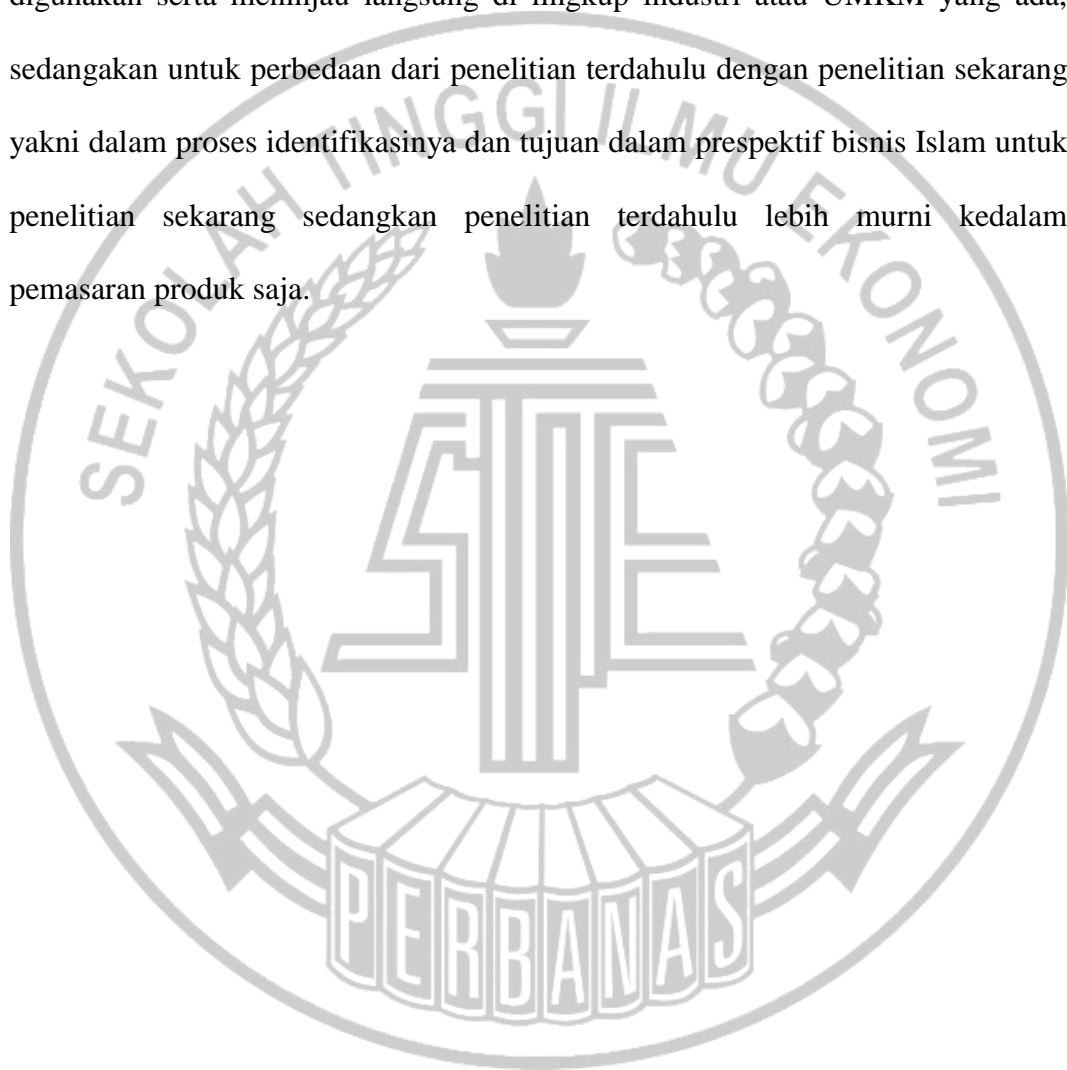 digunakan serta meninjau langsung di lingkup industri atau UMKM yang ada,
sedangakan untuk perbedaan dari penelitian terdahulu dengan penelitian sekarang
yakni dalam proses identifikasinya dan tujuan dalam prespektif bisnis Islam untuk
penelitian sekarang sedangkan penelitian terdahulu lebih murni kedalam
pemasaran produk saja.
SEKOLAH TINGGI ILMU EKONOMI
STIE
PERBANAS